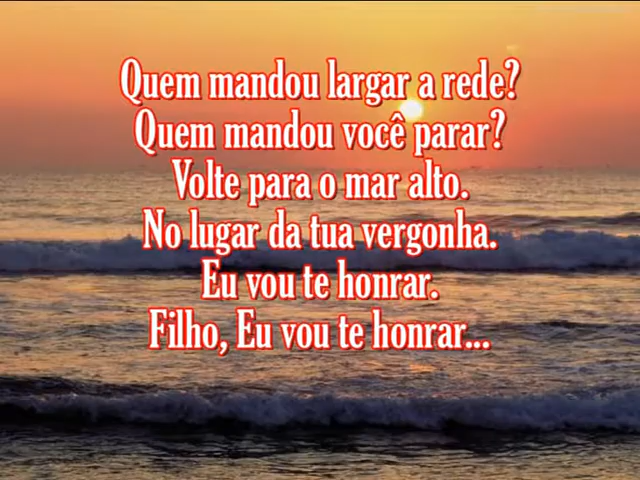 Quem mandou largar a rede?
Quem mandou você parar?
Volte para o mar alto.
No lugar da tua vergonha.
Eu vou te honrar.
Filho, Eu vou te honrar...